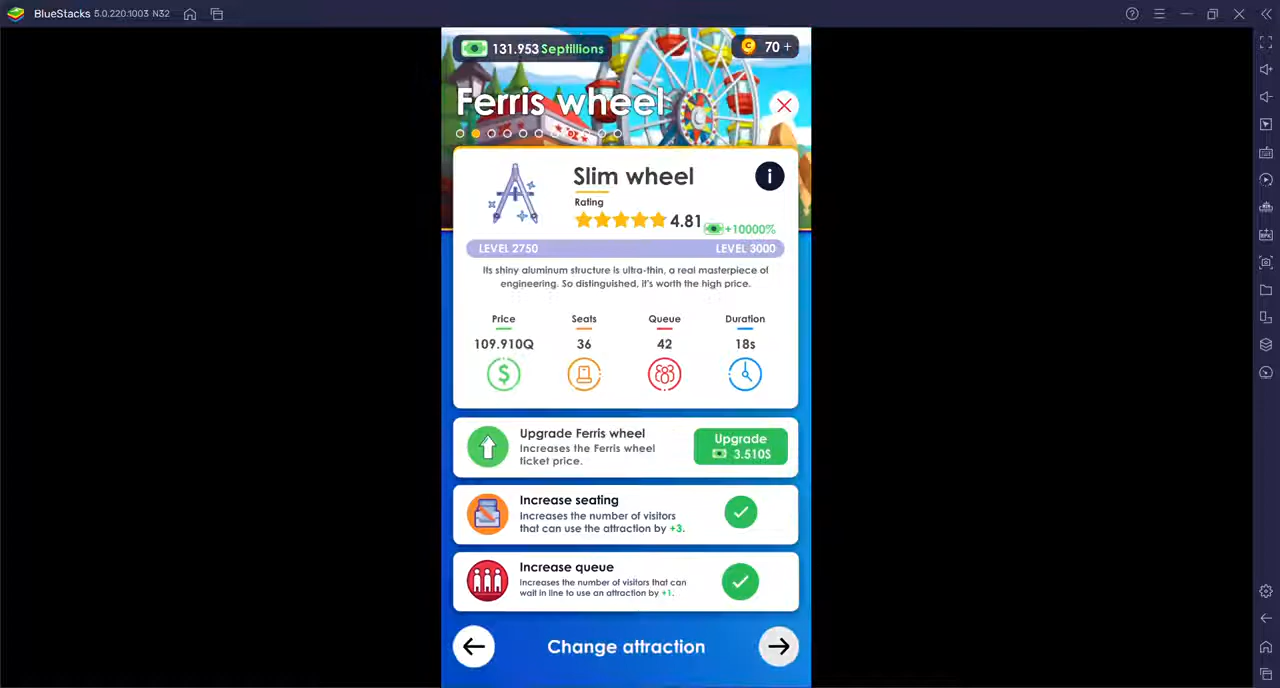 BlueStacks 5.0.220.1003 N32
131.953 Septillions
C 70 +
Ferris wheel
Slim wheel
i
Rating
4.81 +10000%
LEVEL 2750 LEVEL 3000
Its shiny aluminum structure is ultra-thin, a real masterpiece of
engineering. So distinguished, it's worth the high price.
Price Seats Queue Duration
109.910Q 36 42 18s
$
Upgrade Ferris wheel
Increases the Ferris wheel
ticket price.
Upgrade
3.510S
Increase seating
Increases the number of visitors
that can use the attraction by +3.
Increase queue
Increases the number of visitors that can
wait in line to use an attraction by +1.
Change attraction